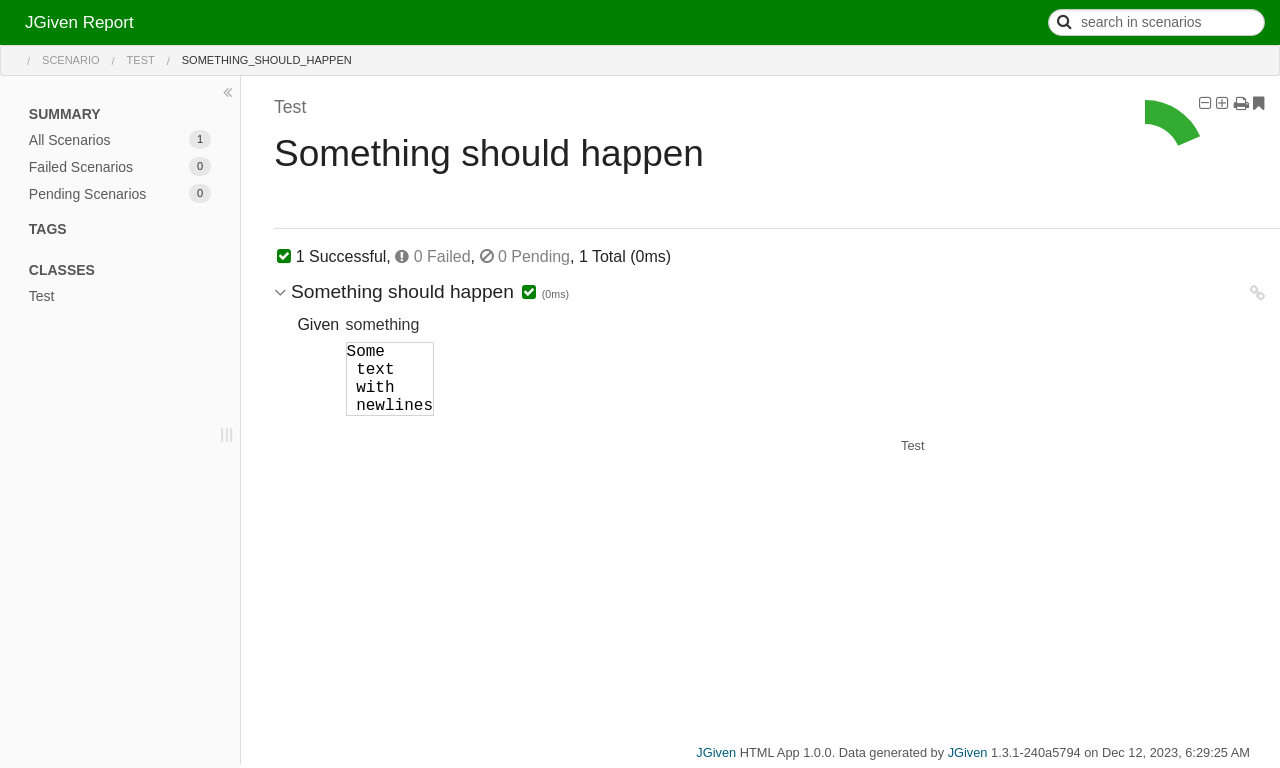 JGiven Report
search in scenarios
/ SCENARIO / TEST / SOMETHING_SHOULD_HAPPEN
SUMMARY
All Scenarios 1
Failed Scenarios 0
Pending Scenarios 0
TAGS
CLASSES
Test
Test
Something should happen
1 Successful, 0 Failed, 0 Pending, 1 Total (0ms)
Something should happen (0ms)
Given something
Some
 text
 with
 newlines
Test
JGiven HTML App 1.0.0. Data generated by JGiven 1.3.1-240a5794 on Dec 12, 2023, 6:29:25 AM